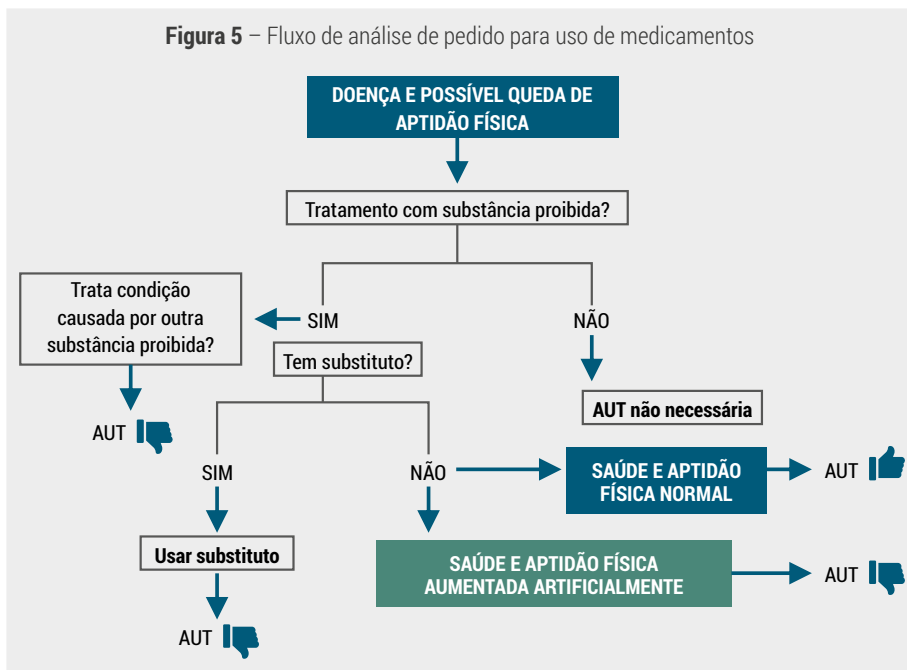 Figura 5 – Fluxo de análise de pedido para uso de medicamentos
DOENÇA E POSSÍVEL QUEDA DE
APTIDÃO FÍSICA
Tratamento com substância proibida?
Trata condição
causada por outra
substância proibida?
SIM
NÃO
Tem substituto?
AUT não necessária
AUT
SIM
NÃO
SAÚDE E APTIDÃO
FÍSICA NORMAL
AUT
Usar substituto
SAÚDE E APTIDÃO FÍSICA
AUMENTADA ARTIFICIALMENTE
AUT
AUT